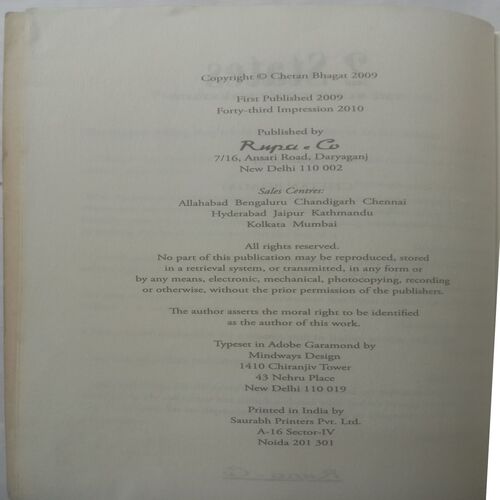 Copyright © Chetan Bhagat 2009
First Published 2009
Forty-third Impression 2010
Published by
Rupa • Co
7/16, Ansari Road, Daryaganj
New Delhi 110 002
Sales Centres:
Allahabad Bengaluru Chandigarh Chennai
Hyderabad Jaipur Kathmandu
Kolkata Mumbai
All rights reserved.
No part of this publication may be reproduced, stored
in a retrieval system, or transmitted, in any form or
by any means, electronic, mechanical, photocopying, recording
or otherwise, without the prior permission of the publishers.
The author asserts the moral right to be identified
as the author of this work.
Typeset in Adobe Garamond by
Mindways Design
1410 Chiranjiv Tower
43 Nehru Place
New Delhi 110 019
Printed in India by
Saurabh Printers Pvt. Ltd.
A-16 Sector-IV
Noida 201 301